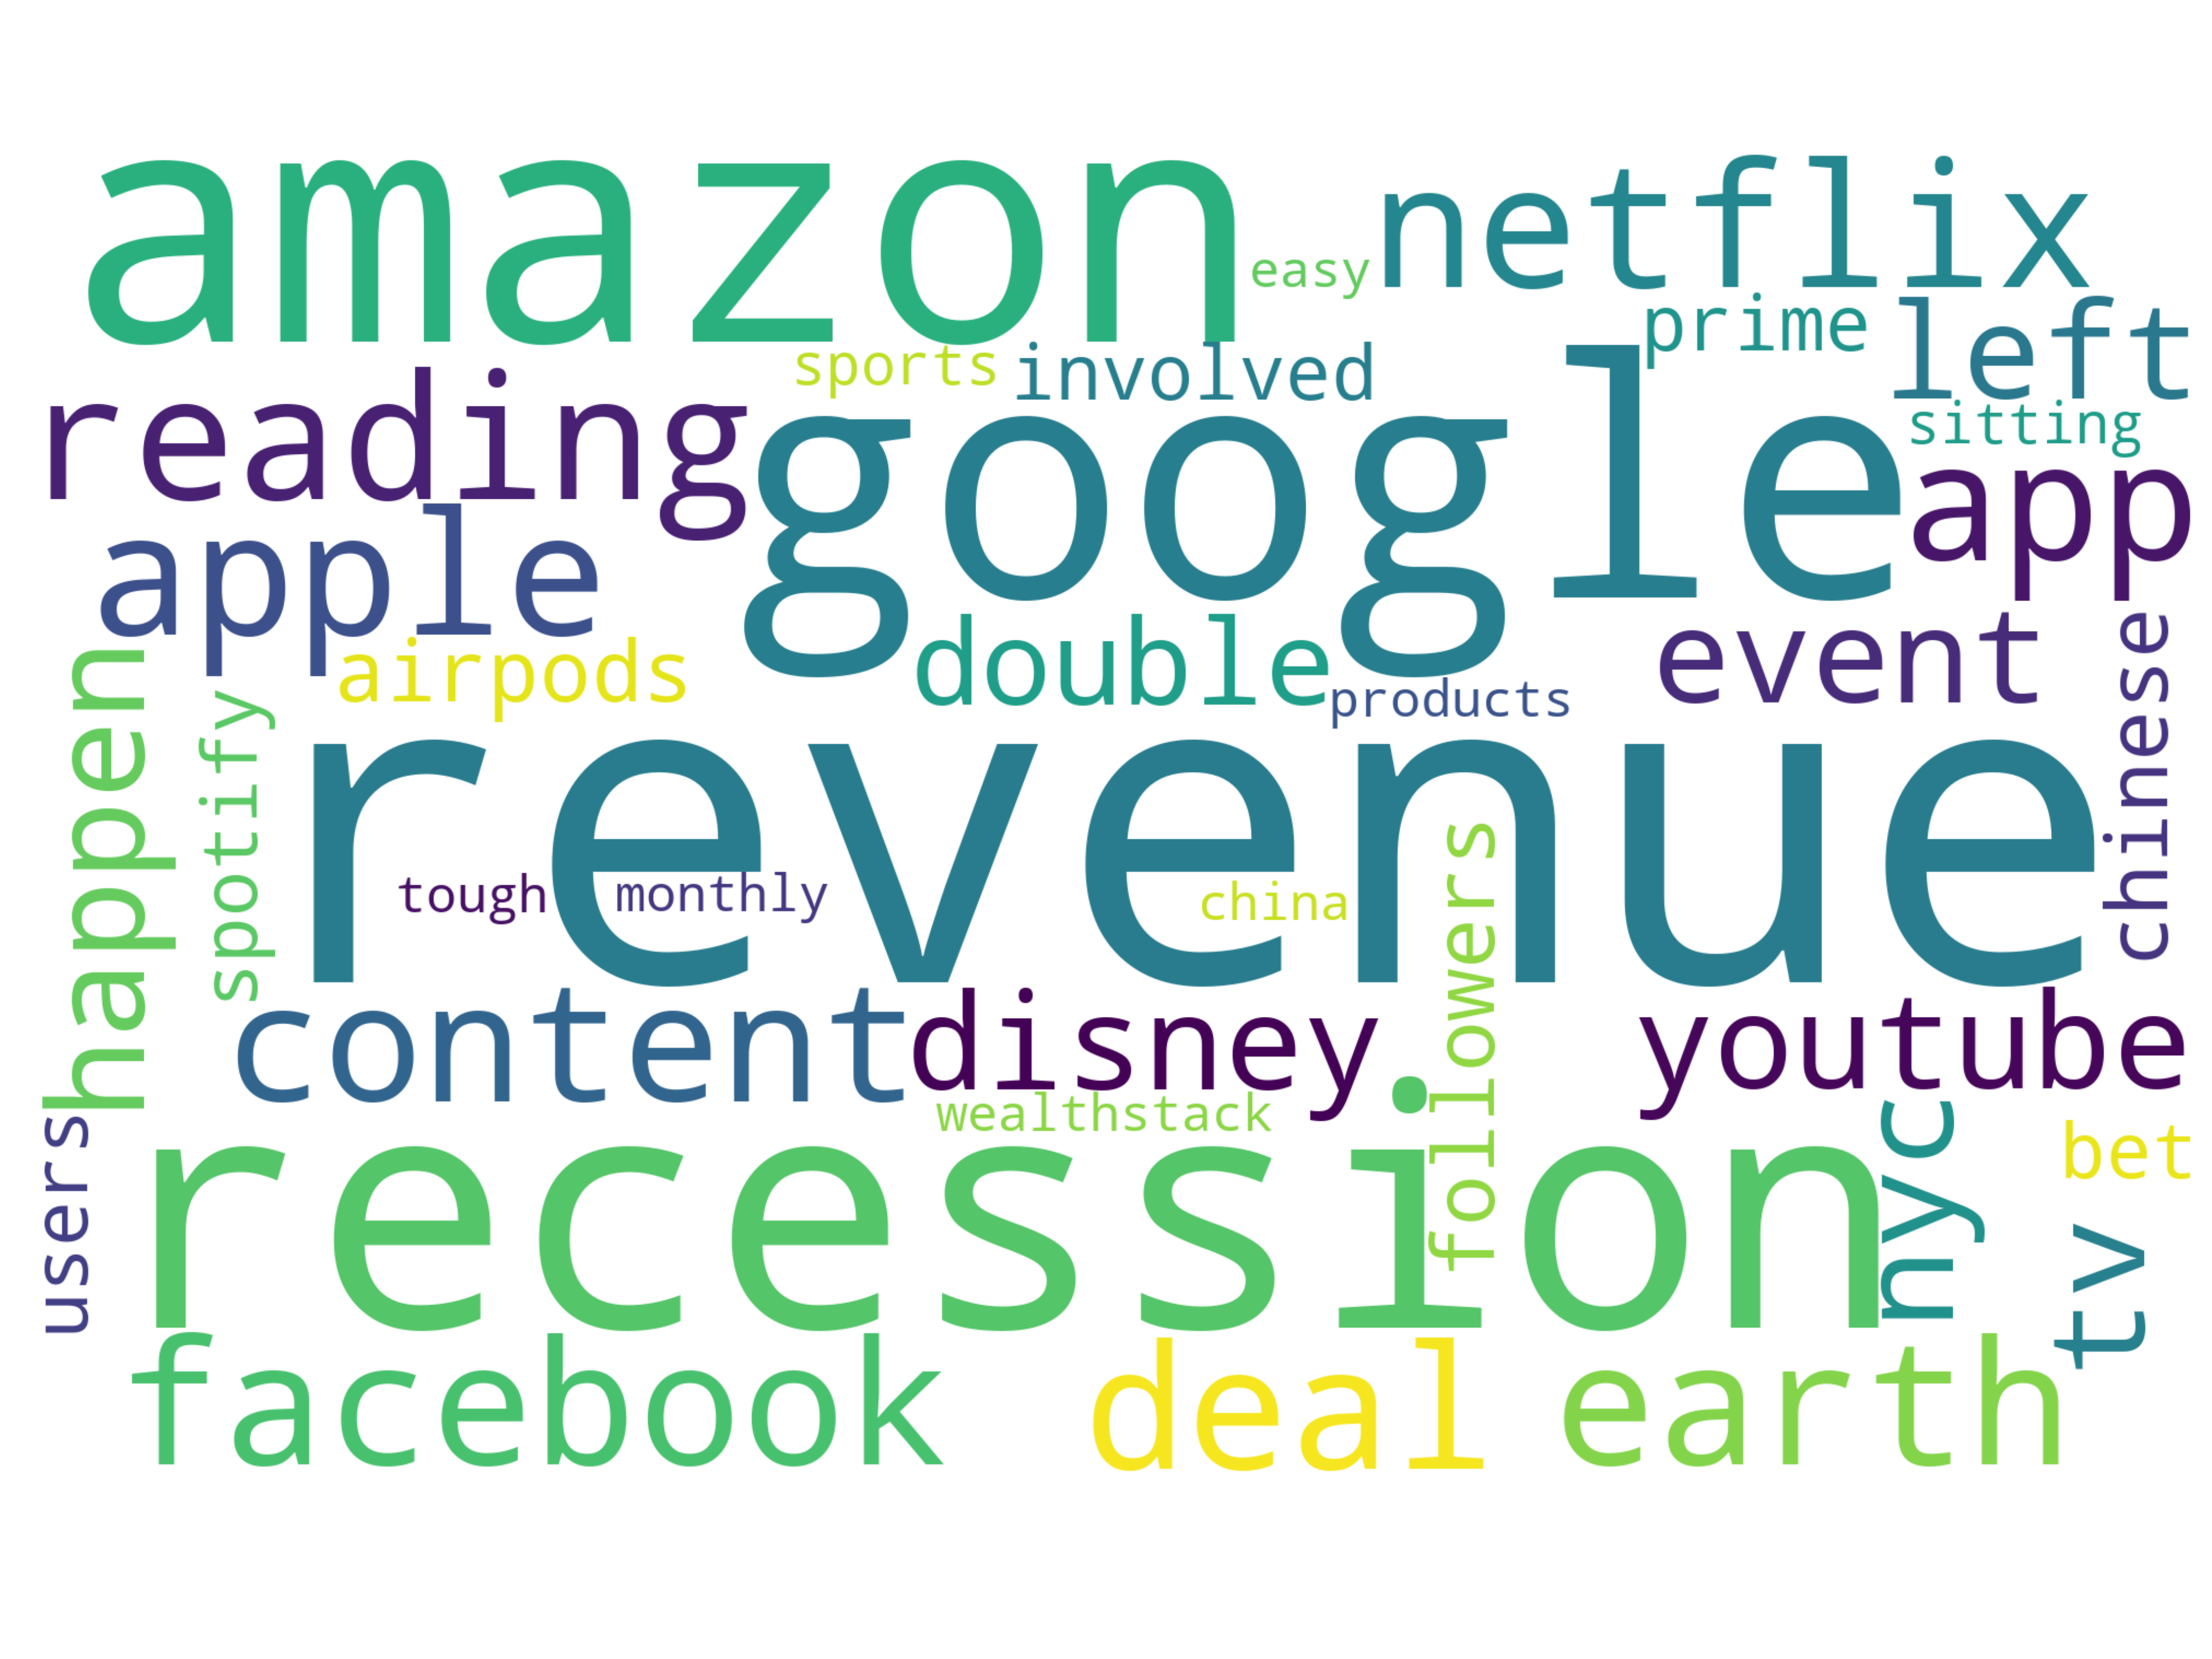 amazon
netflix
easy
prime
left
sports
involved
reading
google
sitting
app
apple
airpods
double
products
event
chinese
happen
spotify
revenue
tough
monthly
china
followers
content
disney
youtube
wealthstack
users
recession
nyc
bet
tv
facebook
deal
earth